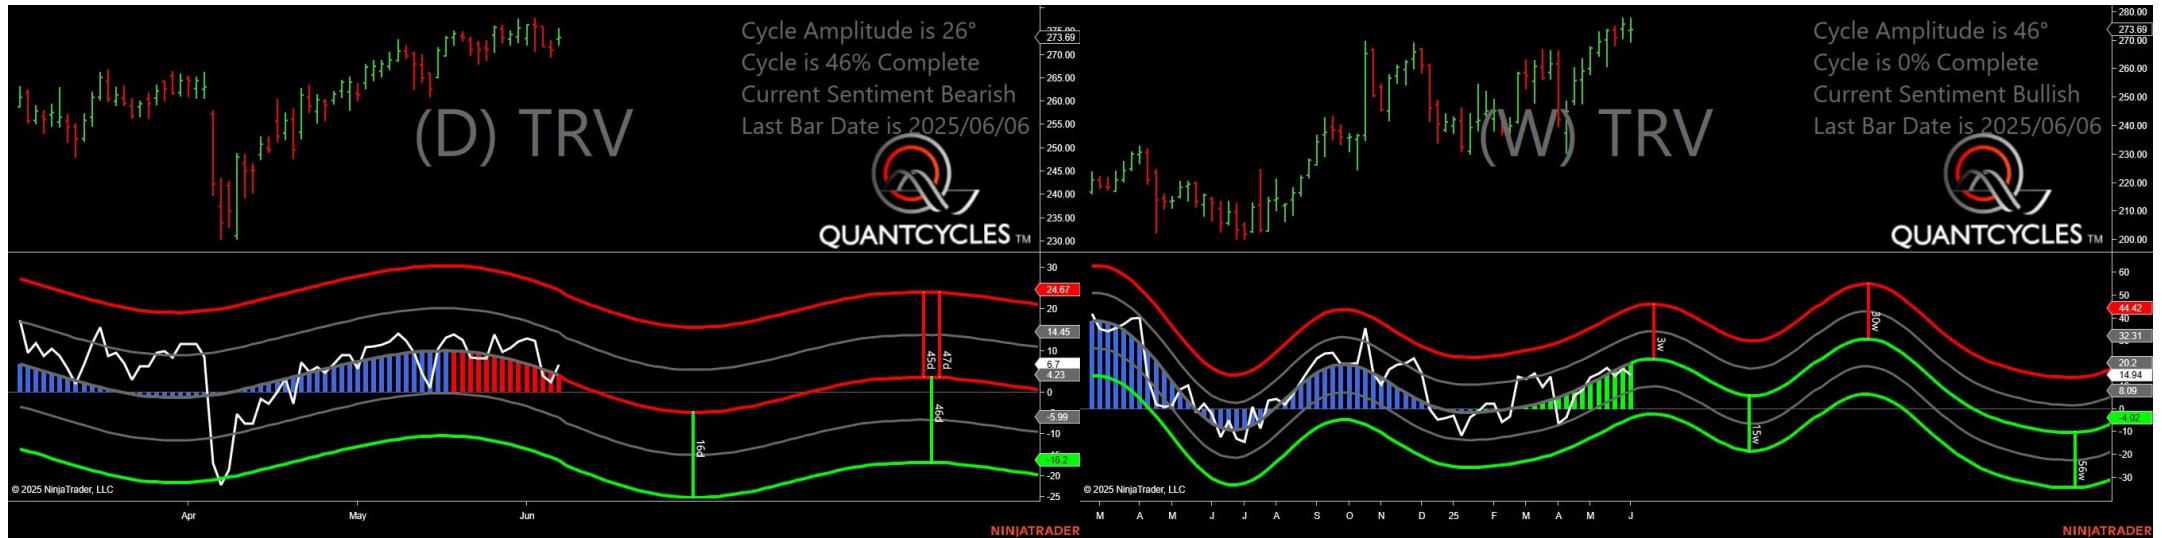 Cycle Amplitude is 26°
Cycle is 46% Complete
Current Sentiment Bearish
Last Bar Date is 2025/06/06
(D) TRV
QUANTCYCLES TM
275.00
273.69
270.00
265.00
260.00
255.00
250.00
245.00
240.00
235.00
230.00
30
24.67
20
14.45
10
6.7
4.23
0
-5.99
-10
-16.2
-20
-25
16d
45d
46d
47d
© 2025 NinjaTrader, LLC
Apr May Jun
NINJATRADER
Cycle Amplitude is 46°
Cycle is 0% Complete
Current Sentiment Bullish
Last Bar Date is 2025/06/06
(W) TRV
QUANTCYCLES TM
280.00
273.69
270.00
260.00
250.00
240.00
230.00
220.00
210.00
200.00
60
50
44.42
40
32.31
20.2
14.94
8.09
0
-4.02
-10
-20
-30
3w
15w
30w
56w
© 2025 NinjaTrader, LLC
M A M J J A S O N D 25 F M A M J
NINJATRADER